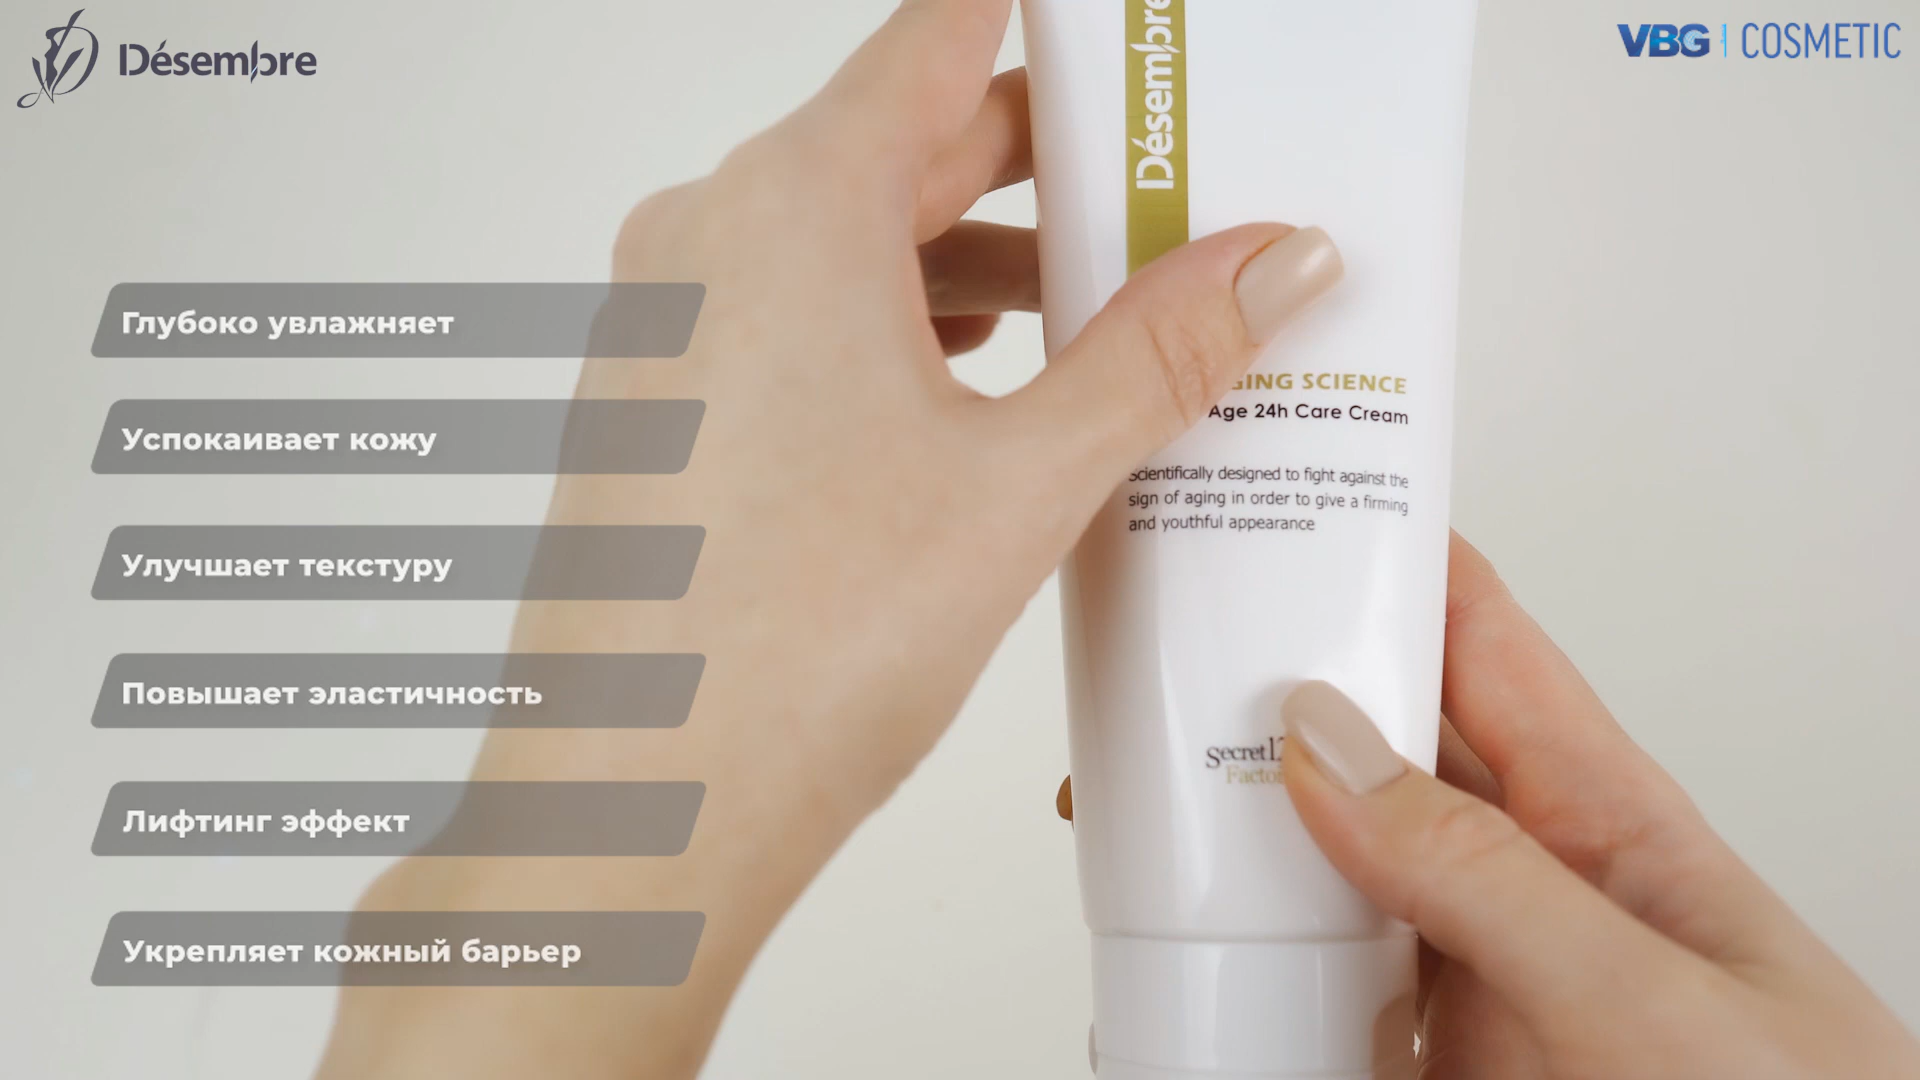 Désembre
VBG | COSMETIC
Désembre
Глубоко увлажняет
Успокаивает кожу
Улучшает текстуру
Повышает эластичность
Лифтинг эффект
Укрепляет кожный барьер
SCIENCE
Age 24h Care Cream
Scientifically designed to fight against the
sign of aging in order to give a firming
and youthful appearance
Secret